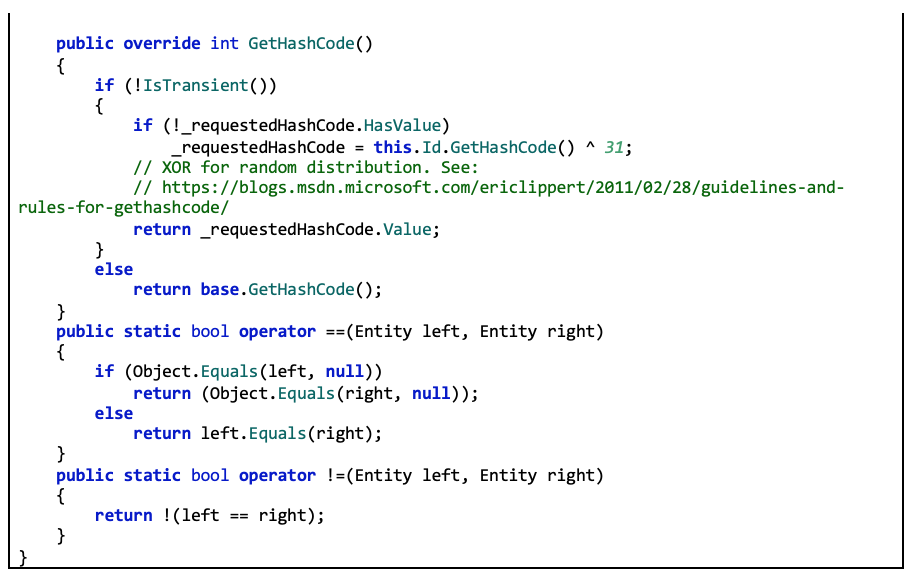 public override int GetHashCode()
{
if (!IsTransient())
{
if (!_requestedHashCode.HasValue)
_requestedHashCode = this.Id.GetHashCode() ^ 31;
// XOR for random distribution. See:
// https://blogs.msdn.microsoft.com/ericlippert/2011/02/28/guidelines-and-
rules-for-gethashcode/
return _requestedHashCode.Value;
}
else
return base.GetHashCode();
}
public static bool operator ==(Entity left, Entity right)
{
if (Object.Equals(left, null))
return (Object.Equals(right, null));
else
return left.Equals(right);
}
public static bool operator !=(Entity left, Entity right)
{
return !(left == right);
}
}